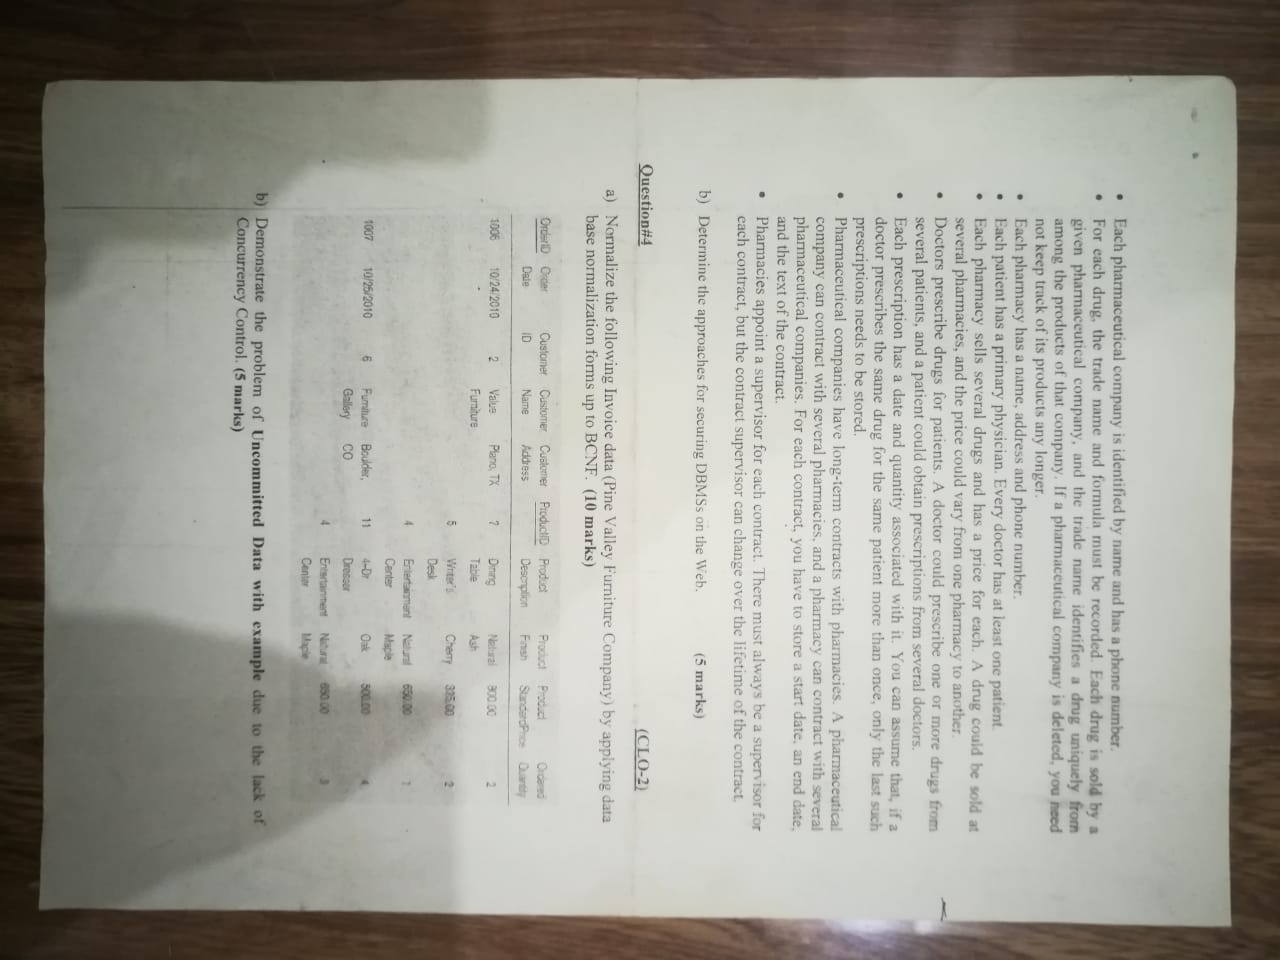 • Each pharmaceutical company is identified by name and has a phone number.
• For each drug, the trade name and formula must be recorded. Each drug is sold by a
given pharmaceutical company, and the trade name identifies a drug uniquely from
among the products of that company. If a pharmaceutical company is deleted, you need
not keep track of its products any longer.
• Each pharmacy has a name, address and phone number.
• Each patient has a primary physician. Every doctor has at least one patient.
• Each pharmacy sells several drugs and has a price for each. A drug could be sold at
several pharmacies, and the price could vary from one pharmacy to another.
• Doctors prescribe drugs for patients. A doctor could prescribe one or more drugs from
several patients, and a patient could obtain prescriptions from several doctors.
• Each prescription has a date and quantity associated with it. You can assume that, if a
doctor prescribes the same drug for the same patient more than once, only the last such
prescriptions needs to be stored.
• Pharmaceutical companies have long-term contracts with pharmacies. A pharmaceutical
company can contract with several pharmacies, and a pharmacy can contract with several
pharmaceutical companies. For each contract, you have to store a start date, an end date,
and the text of the contract.
• Pharmacies appoint a supervisor for each contract. There must always be a supervisor for
each contract, but the contract supervisor can change over the lifetime of the contract.
b) Determine the approaches for securing DBMSs on the Web. (5 marks)
Question#4 (CLO-2)
a) Normalize the following Invoice data (Pine Valley Furniture Company) by applying data
base normalization forms up to BCNF. (10 marks)
OrderID Order Customer Customer Customer ProductID Product Product Product Ordered
Date ID Name Address Description Finish StandardPrice Quantity
1006 10/24/2010 2 Value Plano, TX 7 Dining Natural 800.00 2
Furniture Table Ash
5 Writer's Cherry 325.00 2
Desk
4 Entertainment Natural 650.00 1
Center Maple
1007 10/25/2010 6 Furniture Boulder, 11 4-Dr Oak 500.00 4
Gallery CO Dresser
4 Entertainment Natural 650.00 3
Center Maple
b) Demonstrate the problem of Uncommitted Data with example due to the lack of
Concurrency Control. (5 marks)